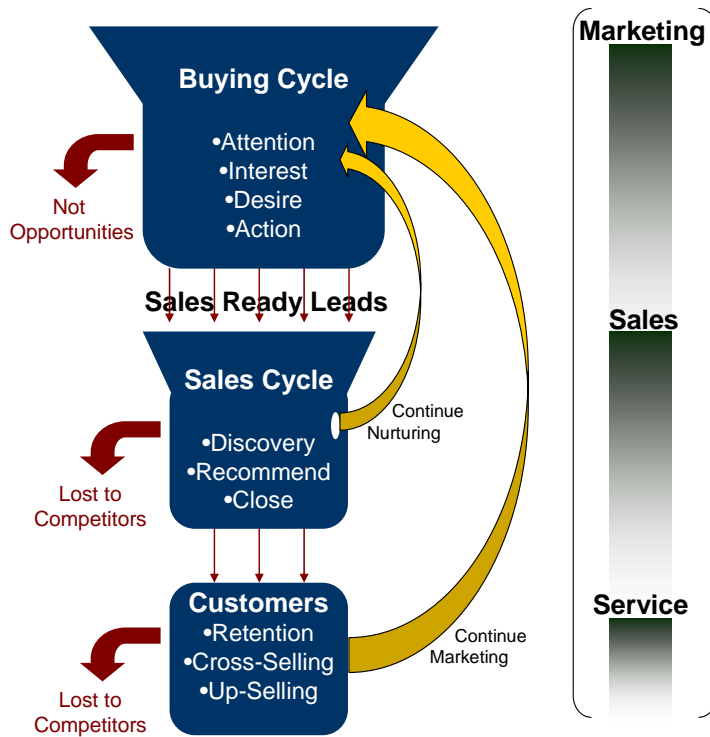 Marketing
Buying Cycle
•Attention
•Interest
•Desire
•Action
Not
Opportunities
Sales Ready Leads
Sales
Sales Cycle
•Discovery
•Recommend
•Close
Continue
Nurturing
Lost to
Competitors
Customers
•Retention
•Cross-Selling
•Up-Selling
Service
Continue
Marketing
Lost to
Competitors